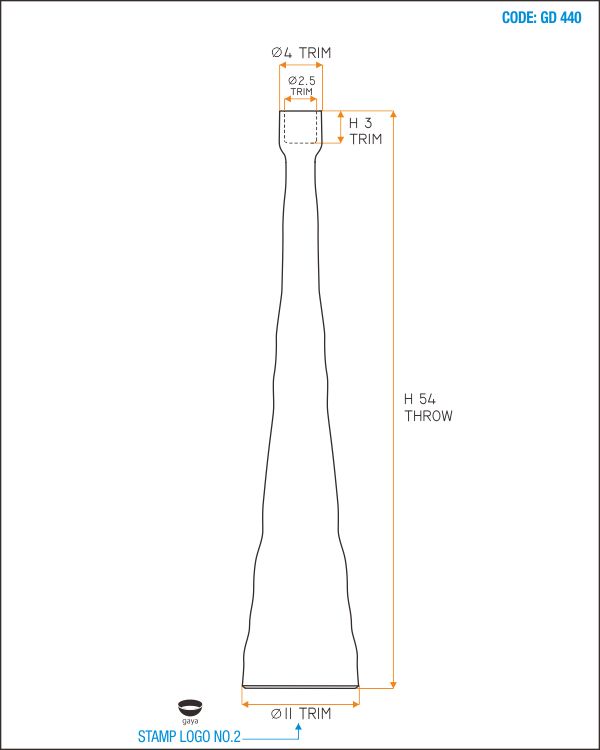 CODE: GD 440
Ø4 TRIM
Ø2.5
TRIM
H 3
TRIM
H 54
THROW
gaya
Ø11 TRIM
STAMP LOGO NO.2